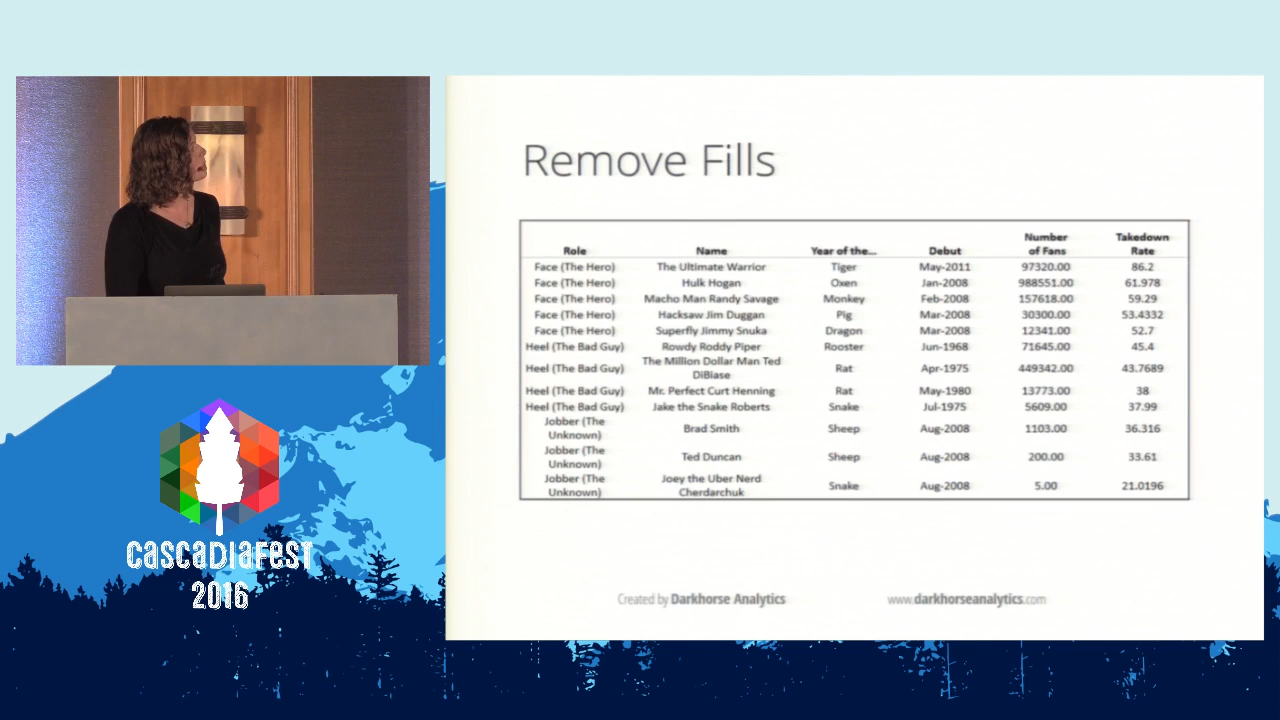 Remove Fills
Role Name Year of the... Debut Number of Fans Takedown Rate
Face (The Hero) The Ultimate Warrior Tiger May-2011 97320.00 86.2
Face (The Hero) Hulk Hogan Oxen Jan-2008 988551.00 61.978
Face (The Hero) Macho Man Randy Savage Monkey Feb-2008 157618.00 59.29
Face (The Hero) Hacksaw Jim Duggan Pig Mar-2008 30300.00 53.4332
Face (The Hero) Superfly Jimmy Snuka Dragon Mar-2008 12341.00 52.7
Heel (The Bad Guy) Rowdy Roddy Piper Rooster Jun-1968 71645.00 45.4
Heel (The Bad Guy) The Million Dollar Man Ted DiBiase Rat Apr-1975 449342.00 43.7689
Heel (The Bad Guy) Mr. Perfect Curt Henning Rat May-1980 13773.00 38
Heel (The Bad Guy) Jake the Snake Roberts Snake Jul-1975 5609.00 37.99
Jobber (The Unknown) Brad Smith Sheep Aug-2008 1103.00 36.316
Jobber (The Unknown) Ted Duncan Sheep Aug-2008 200.00 33.61
Jobber (The Unknown) Joey the Uber Nerd Cherdarchuk Snake Aug-2008 5.00 21.0196
Created by Darkhorse Analytics www.darkhorseanalytics.com
CascadiaFest
2016